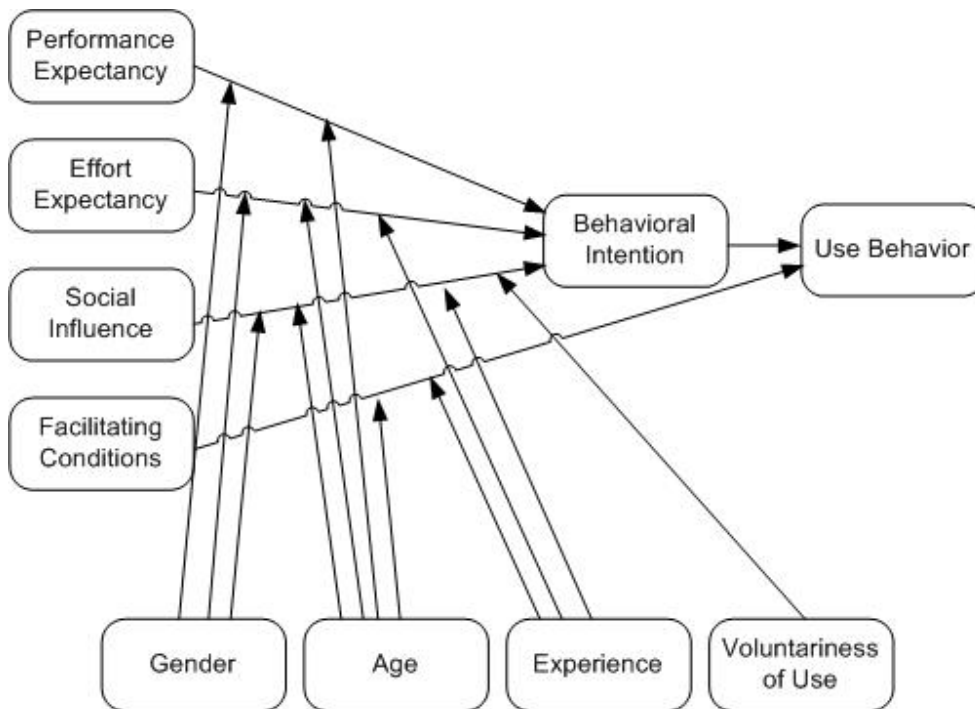 Performance
Expectancy
Effort
Expectancy
Social
Influence
Facilitating
Conditions
Behavioral
Intention
Use Behavior
Gender
Age
Experience
Voluntariness
of Use